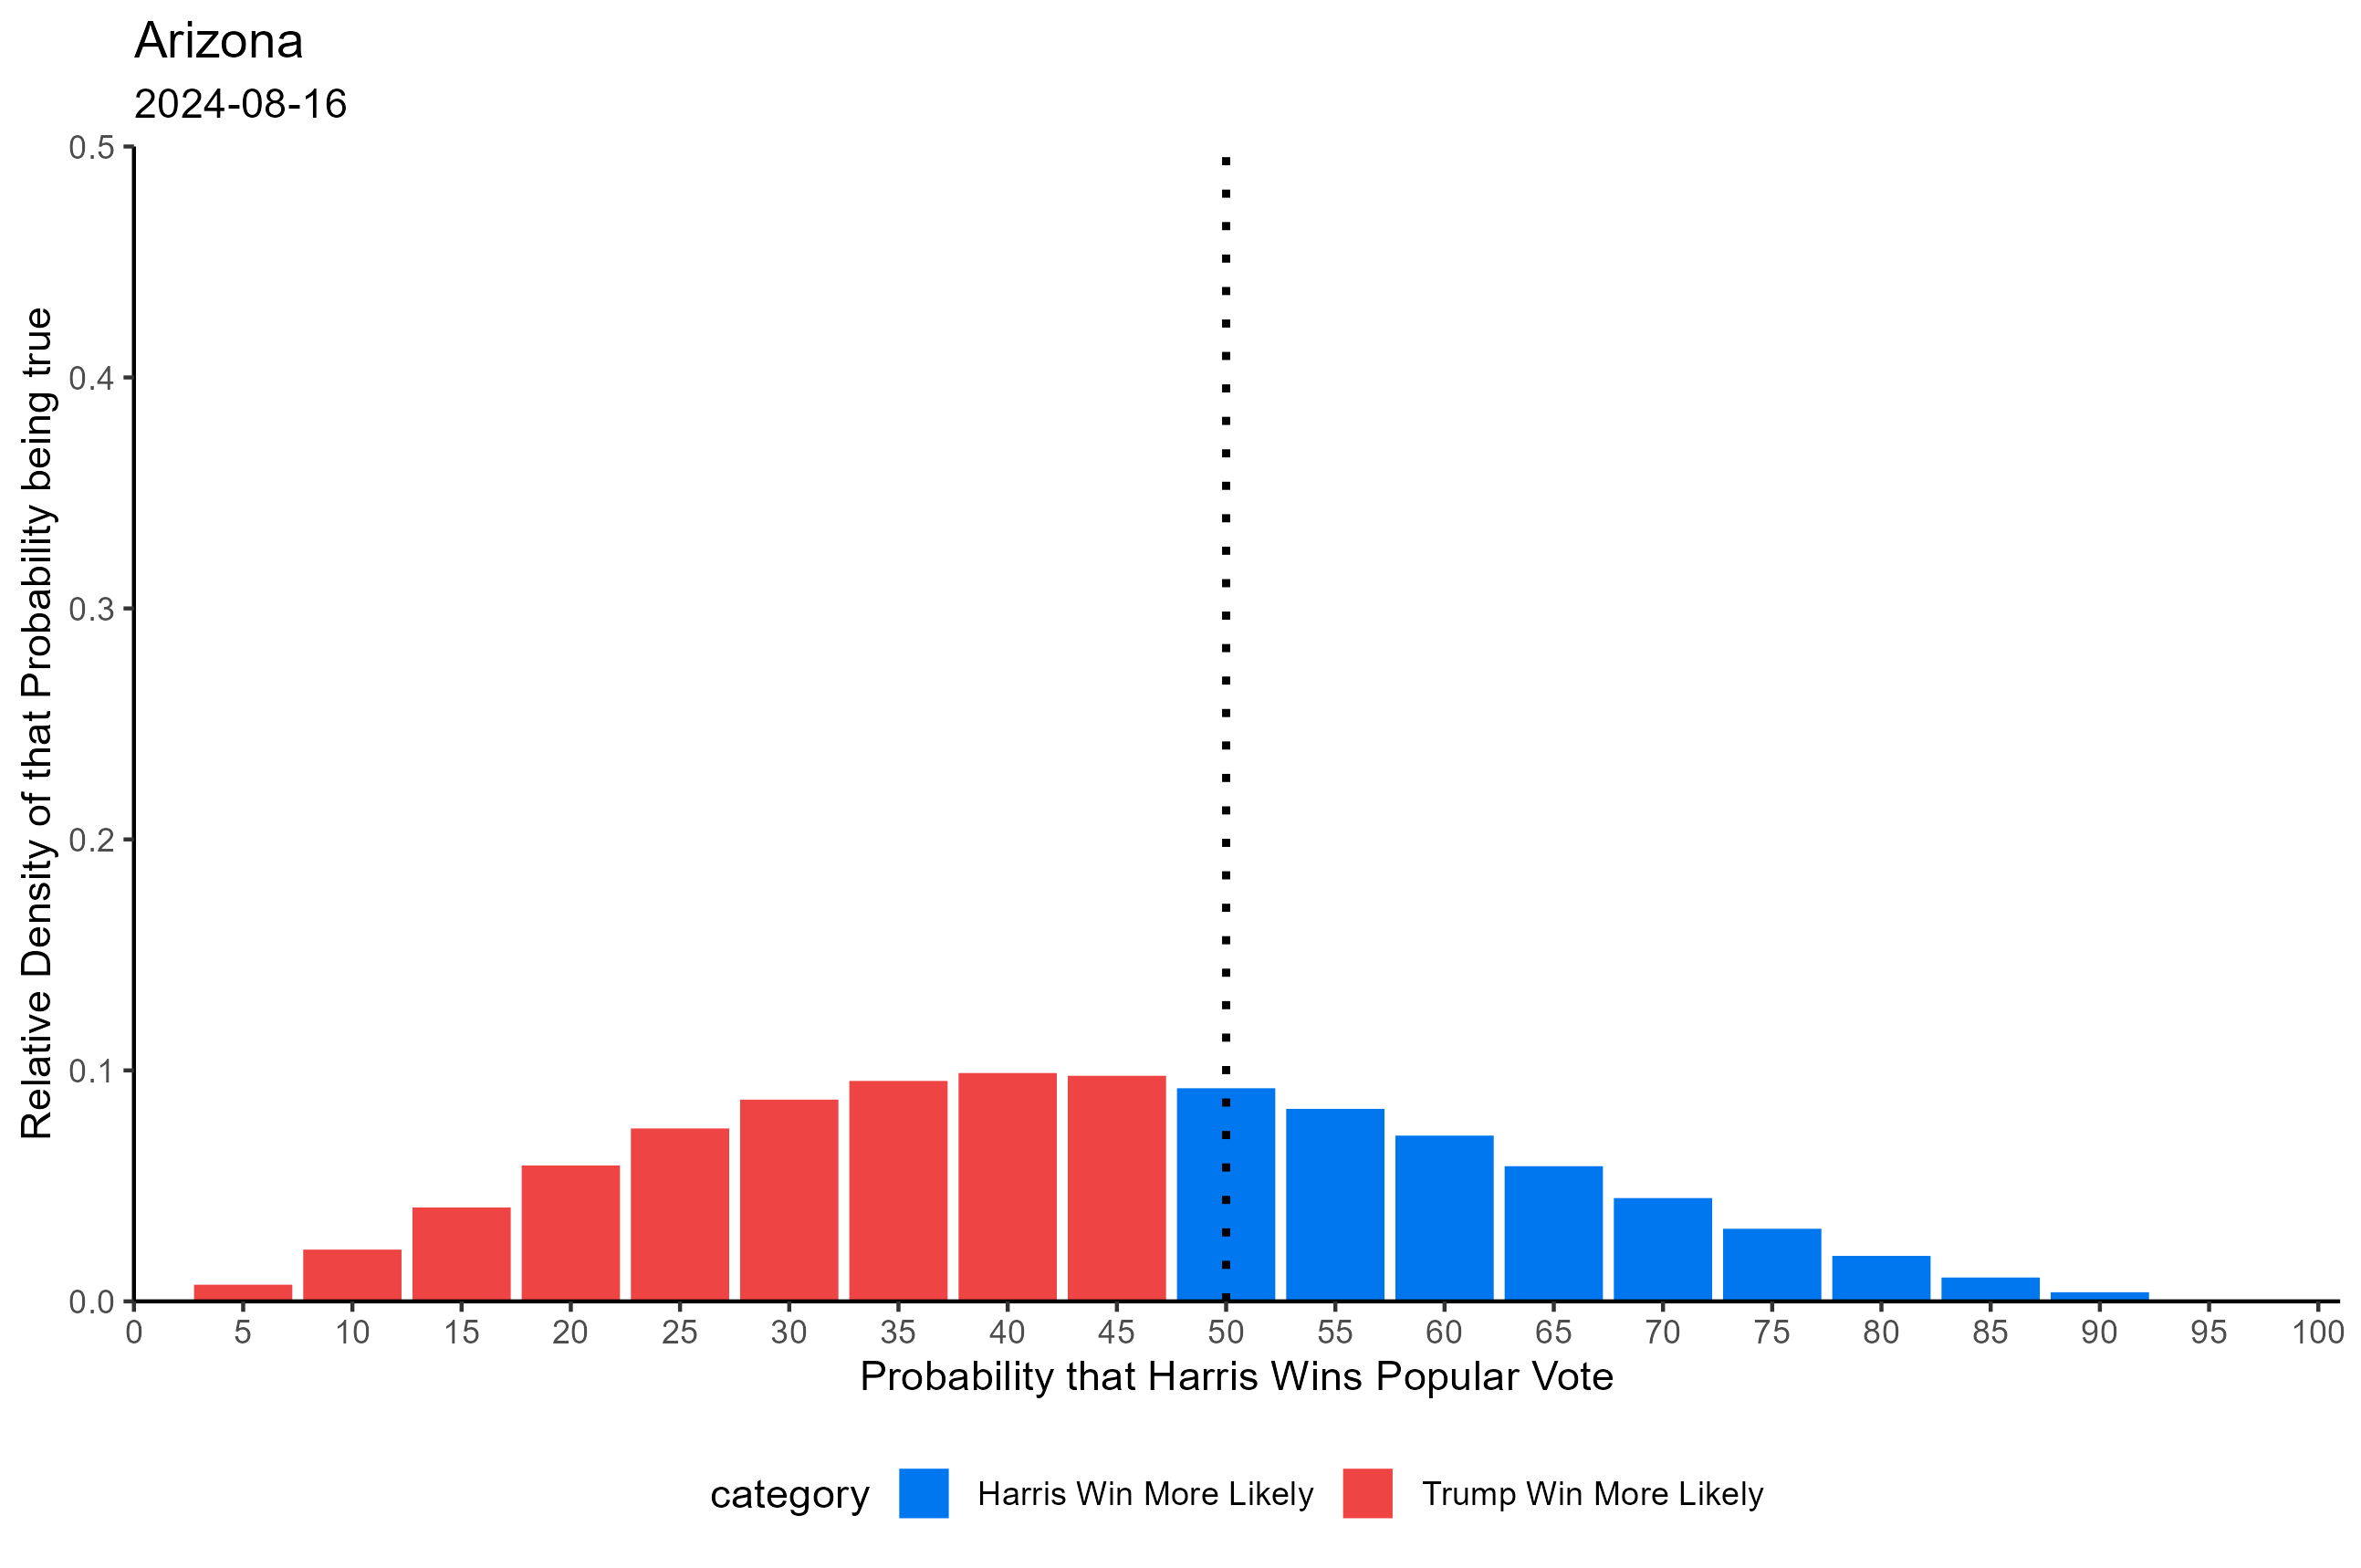 Arizona
2024-08-16
Relative Density of that Probability being true
0.5
0.4
0.3
0.2
0.1
0.0
0 5 10 15 20 25 30 35 40 45 50 55 60 65 70 75 80 85 90 95 100
Probability that Harris Wins Popular Vote
category Harris Win More Likely Trump Win More Likely